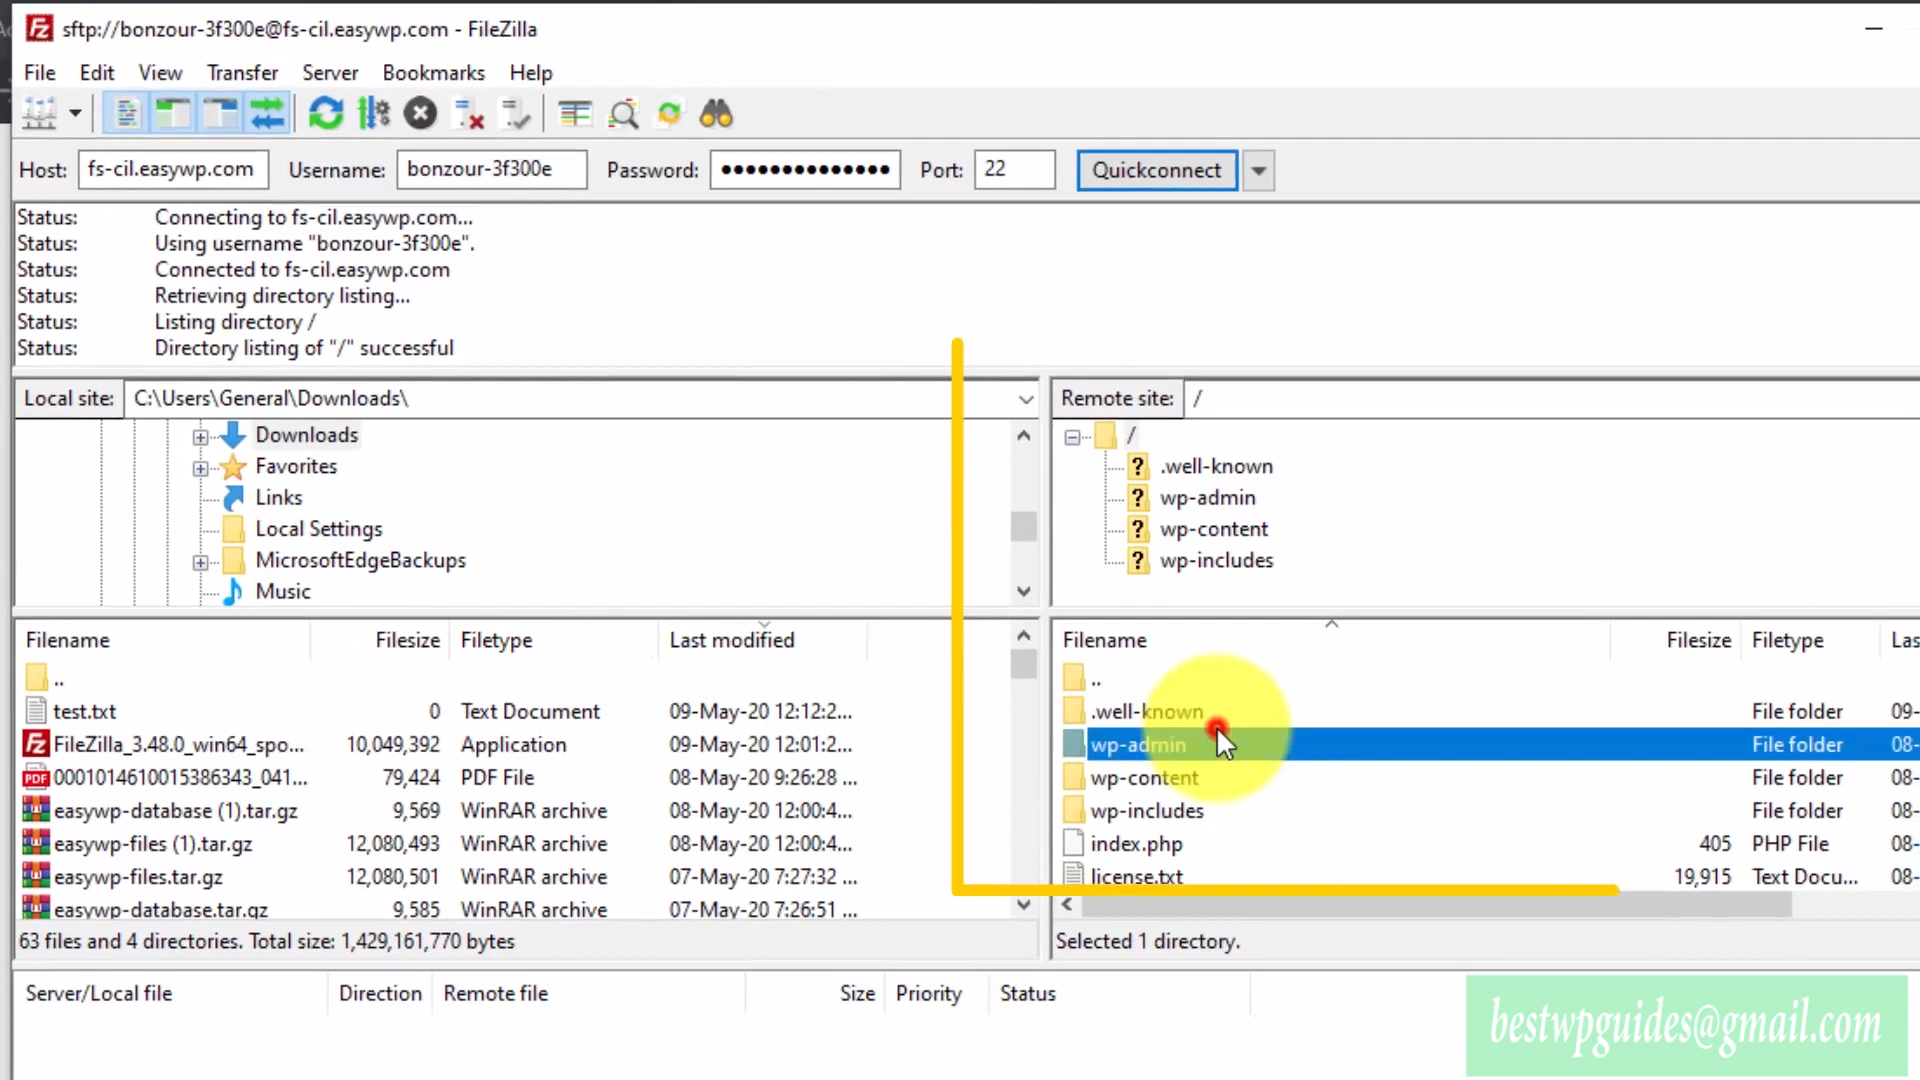 sftp://bonzour-3f300e@fs-cil.easywp.com - FileZilla
File Edit View Transfer Server Bookmarks Help
Host: fs-cil.easywp.com Username: bonzour-3f300e Password: ●●●●●●●●●●●●●● Port: 22 Quickconnect
Status: Connecting to fs-cil.easywp.com...
Status: Using username "bonzour-3f300e".
Status: Connected to fs-cil.easywp.com
Status: Retrieving directory listing...
Status: Listing directory /
Status: Directory listing of "/" successful
Local site: C:\Users\General\Downloads\
Downloads
Favorites
Links
Local Settings
MicrosoftEdgeBackups
Music
Filename Filesize Filetype Last modified
..
test.txt 0 Text Document 09-May-20 12:12:2...
FileZilla_3.48.0_win64_spo... 10,049,392 Application 09-May-20 12:01:2...
0001014610015386343_041... 79,424 PDF File 08-May-20 9:26:28 ...
easywp-database (1).tar.gz 9,569 WinRAR archive 08-May-20 12:00:4...
easywp-files (1).tar.gz 12,080,493 WinRAR archive 08-May-20 12:00:4...
easywp-files.tar.gz 12,080,501 WinRAR archive 07-May-20 7:27:32 ...
easywp-database.tar.gz 9,585 WinRAR archive 07-May-20 7:26:51 ...
63 files and 4 directories. Total size: 1,429,161,770 bytes
Remote site: /
/
.well-known
wp-admin
wp-content
wp-includes
Filename Filesize Filetype Las
..
.well-known File folder 09-
wp-admin File folder 08-
wp-content File folder 08-
wp-includes File folder 08-
index.php 405 PHP File 08-
license.txt 19,915 Text Docu... 08-
Selected 1 directory.
Server/Local file Direction Remote file Size Priority Status
bestwpguides@gmail.com